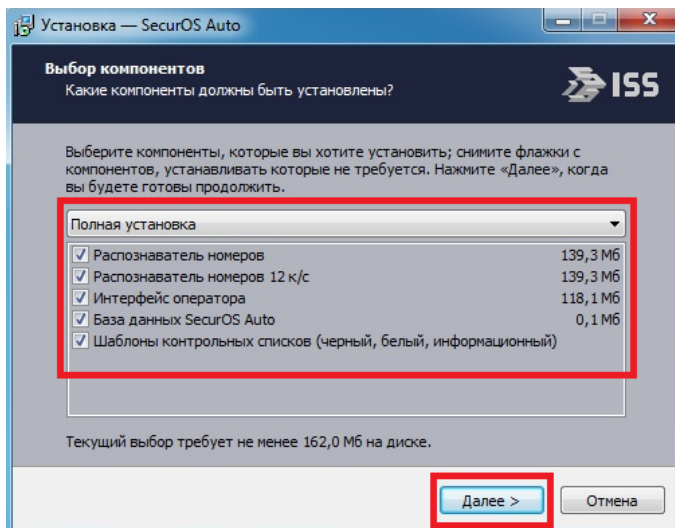 Установка — SecurOS Auto
Выбор компонентов
Какие компоненты должны быть установлены?
ISS
Выберите компоненты, которые вы хотите установить; снимите флажки с
компонентов, устанавливать которые не требуется. Нажмите «Далее», когда
вы будете готовы продолжить.
Полная установка
Распознаватель номеров 139,3 Мб
Распознаватель номеров 12 к/с 139,3 Мб
Интерфейс оператора 118,1 Мб
База данных SecurOS Auto 0,1 Мб
Шаблоны контрольных списков (черный, белый, информационный)
Текущий выбор требует не менее 162,0 Мб на диске.
Далее > Отмена